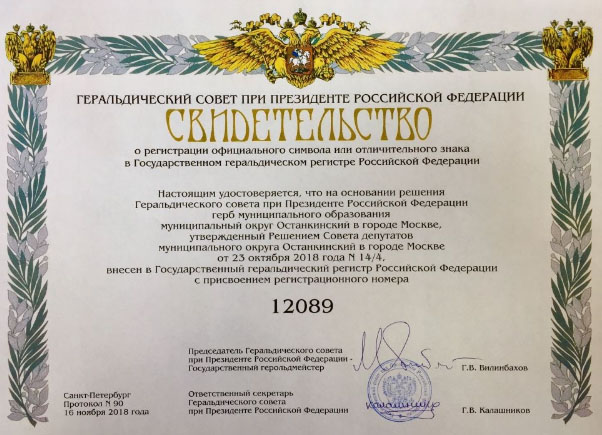 ГЕРАЛЬДИЧЕСКИЙ СОВЕТ ПРИ ПРЕЗИДЕНТЕ РОССИЙСКОЙ ФЕДЕРАЦИИ
СВИДЕТЕЛЬСТВО
о регистрации официального символа или отличительного знака
в Государственном геральдическом регистре Российской Федерации
Настоящим удостоверяется, что на основании решения
Геральдического совета при Президенте Российской Федерации
герб муниципального образования
муниципальный округ Останкинский в городе Москве,
утвержденный Решением Совета депутатов
муниципального округа Останкинский в городе Москве
от 23 октября 2018 года N 14/4,
внесен в Государственный геральдический регистр Российской Федерации
с присвоением регистрационного номера
12089
Председатель Геральдического совета
при Президенте Российской Федерации -
Государственный герольдмейстер
Г.В. Вилинбахов
Санкт-Петербург
Протокол N 90
16 ноября 2018 года
Ответственный секретарь
Геральдического совета
при Президенте Российской Федерации
Г.В. Калашников